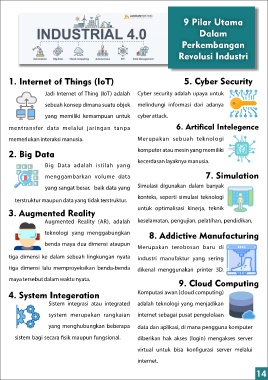 INDUSTRIAL 4.0
9 Pilar Utama
Dalam
Perkembangan
Revolusi Industri
1. Internet of Things (IoT)
Jadi Internet of Thing (IoT) adalah
sebuah konsep dimana suatu objek
yang memiliki kemampuan untuk
mentransfer data melalui jaringan tanpa
memerlukan interaksi manusia.
2. Big Data
Big Data adalah istilah yang
menggambarkan volume data
yang sangat besar, baik data yang
terstruktur maupun data yang tidak terstruktur.
3. Augmented Reality
Augmented Reality (AR), adalah
teknologi yang menggabungkan
benda maya dua dimensi ataupun
tiga dimensi ke dalam sebuah lingkungan nyata
tiga dimensi lalu memproyeksikan benda-benda
maya tersebut dalam waktu nyata.
4. System Integeration
Sistem integrasi atau integrated
system merupakan rangkaian
yang menghubungkan beberapa
sistem bagi secara fisik maupun fungsional.
5. Cyber Security
Cyber security adalah upaya untuk
melindungi informasi dari adanya
cyber attack.
6. Artifical Intelegence
Merupakan sebuah teknologi
komputer atau mesin yang memiliki
kecerdasan layaknya manusia.
7. Simulation
Simulasi digunakan dalam banyak
konteks, seperti simulasi teknologi
untuk optimalisasi kinerja, teknik
keselamatan, pengujian, pelatihan, pendidikan.
8. Addictive Manufacturing
Merupakan terobosan baru di
industri manufaktur yang sering
dikenal menggunakan printer 3D.
9. Cloud Computing
Komputasi awan (cloud computing)
adalah teknologi yang menjadikan
internet sebagai pusat pengelolaan
data dan aplikasi, di mana pengguna komputer
diberikan hak akses (login) mengakses server
virtual untuk bisa konfigurasi server melalui
internet.
14